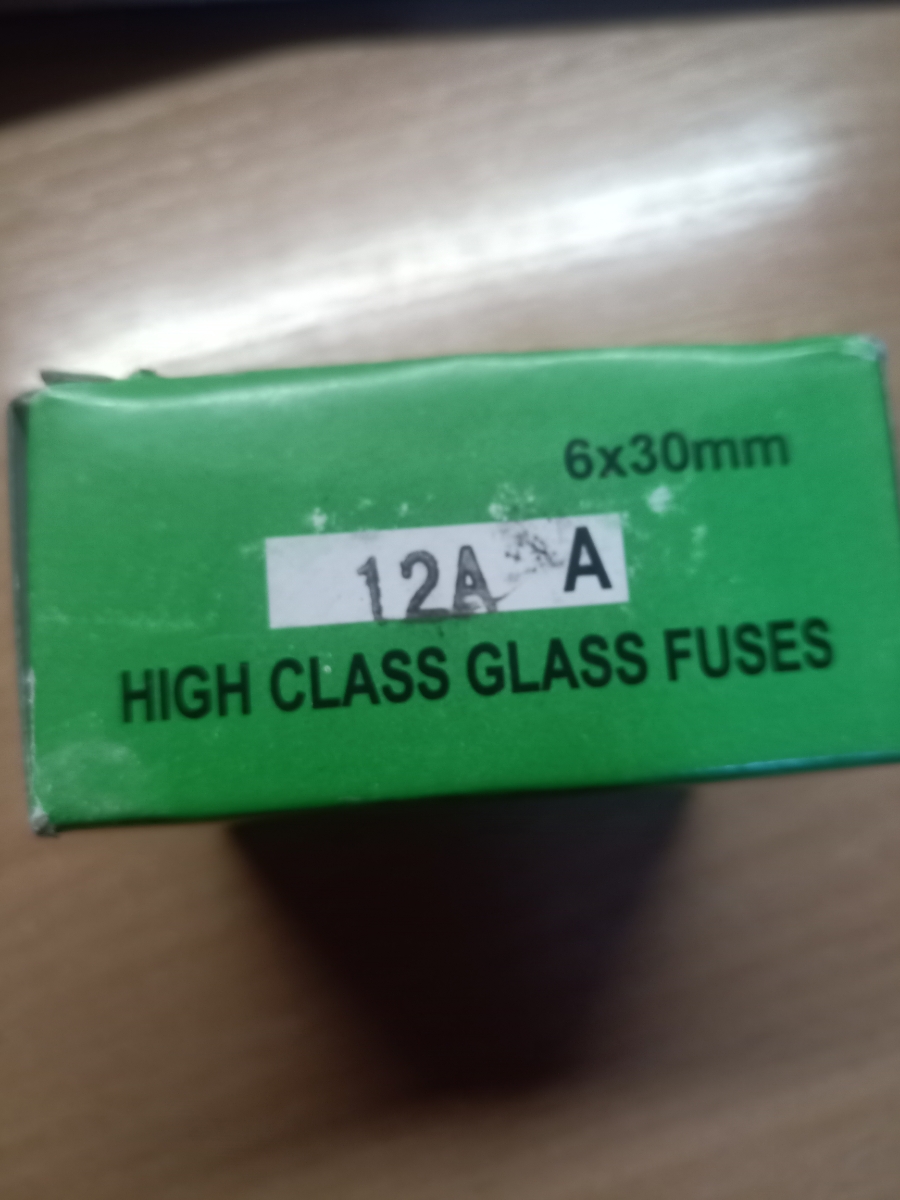 6x30mm
12A A
HIGH CLASS GLASS FUSES